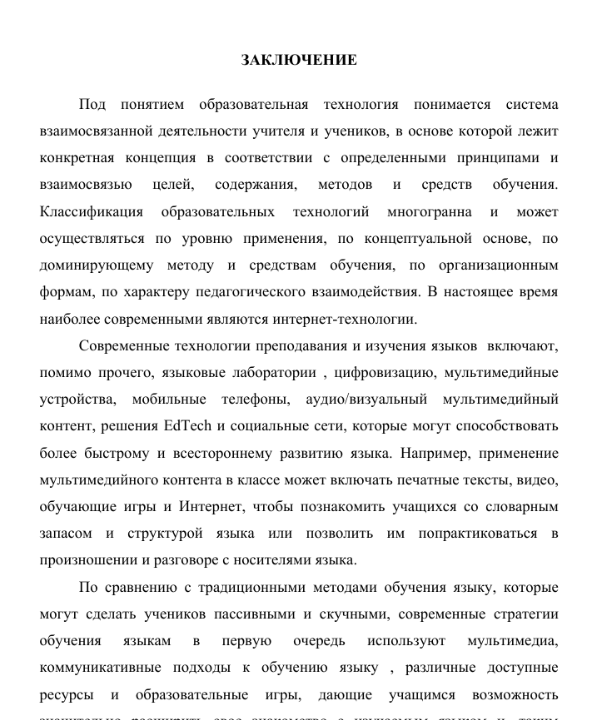 ЗАКЛЮЧЕНИЕ
Под понятием образовательная технология понимается система
взаимосвязанной деятельности учителя и учеников, в основе которой лежит
конкретная концепция в соответствии с определенными принципами и
взаимосвязью целей, содержания, методов и средств обучения.
Классификация образовательных технологий многогранна и может
осуществляться по уровню применения, по концептуальной основе, по
доминирующему методу и средствам обучения, по организационным
формам, по характеру педагогического взаимодействия. В настоящее время
наиболее современными являются интернет-технологии.
Современные технологии преподавания и изучения языков  включают,
помимо прочего, языковые лаборатории , цифровизацию, мультимедийные
устройства, мобильные телефоны, аудио/визуальный мультимедийный
контент, решения EdTech и социальные сети, которые могут способствовать
более быстрому и всестороннему развитию языка. Например, применение
мультимедийного контента в классе может включать печатные тексты, видео,
обучающие игры и Интернет, чтобы познакомить учащихся со словарным
запасом и структурой языка или позволить им попрактиковаться в
произношении и разговоре с носителями языка.
По сравнению с традиционными методами обучения языку, которые
могут сделать учеников пассивными и скучными, современные стратегии
обучения языкам в первую очередь используют мультимедиа,
коммуникативные подходы к обучению языку , различные доступные
ресурсы и образовательные игры, дающие учащимся возможность